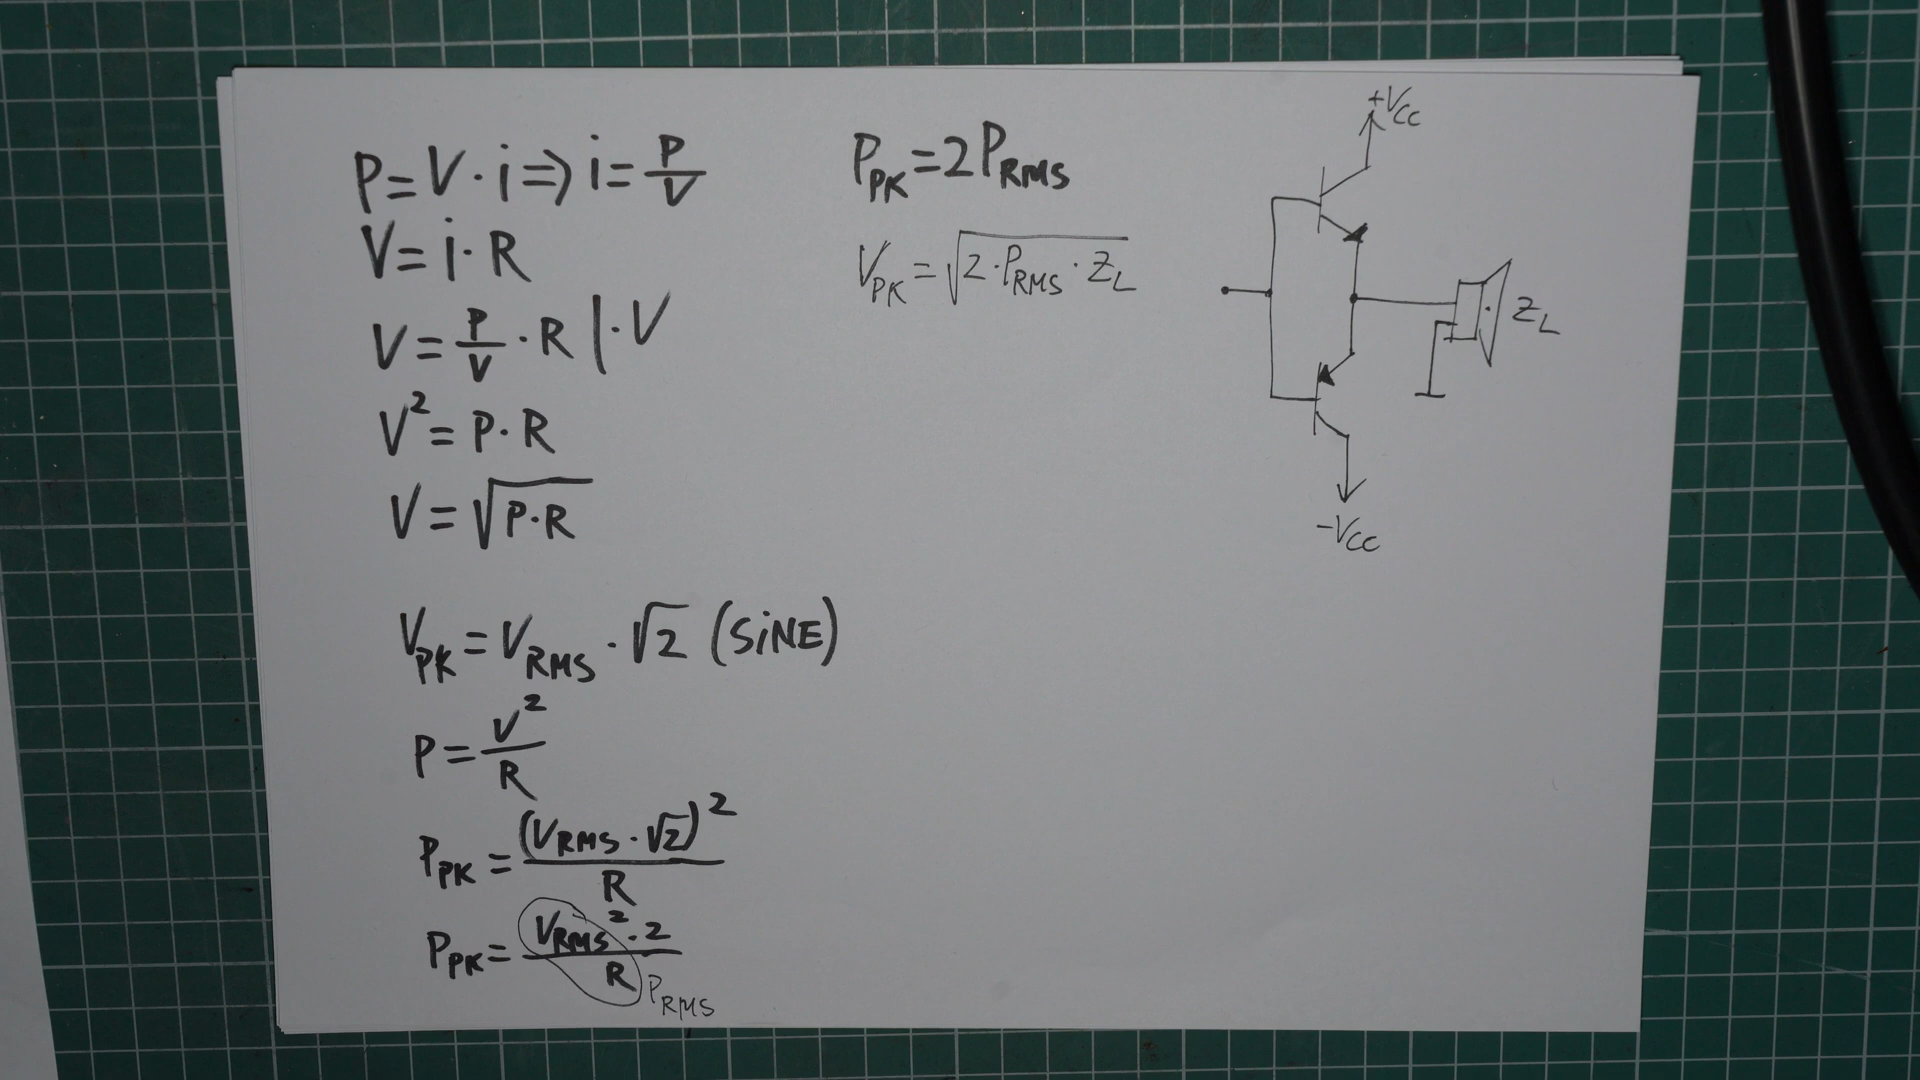 P = V · i ⇒ i = P/V
V = i · R
V = P/V · R | · V
V² = P · R
V = √(P · R)
V_PK = V_RMS · √2 (SiNE)
P = V²/R
P_PK = (V_RMS · √2)²/R
P_PK = V_RMS² · 2/R
P_RMS
P_PK = 2P_RMS
V_PK = √(2 · P_RMS · Z_L)
+V_CC
Z_L
-V_CC